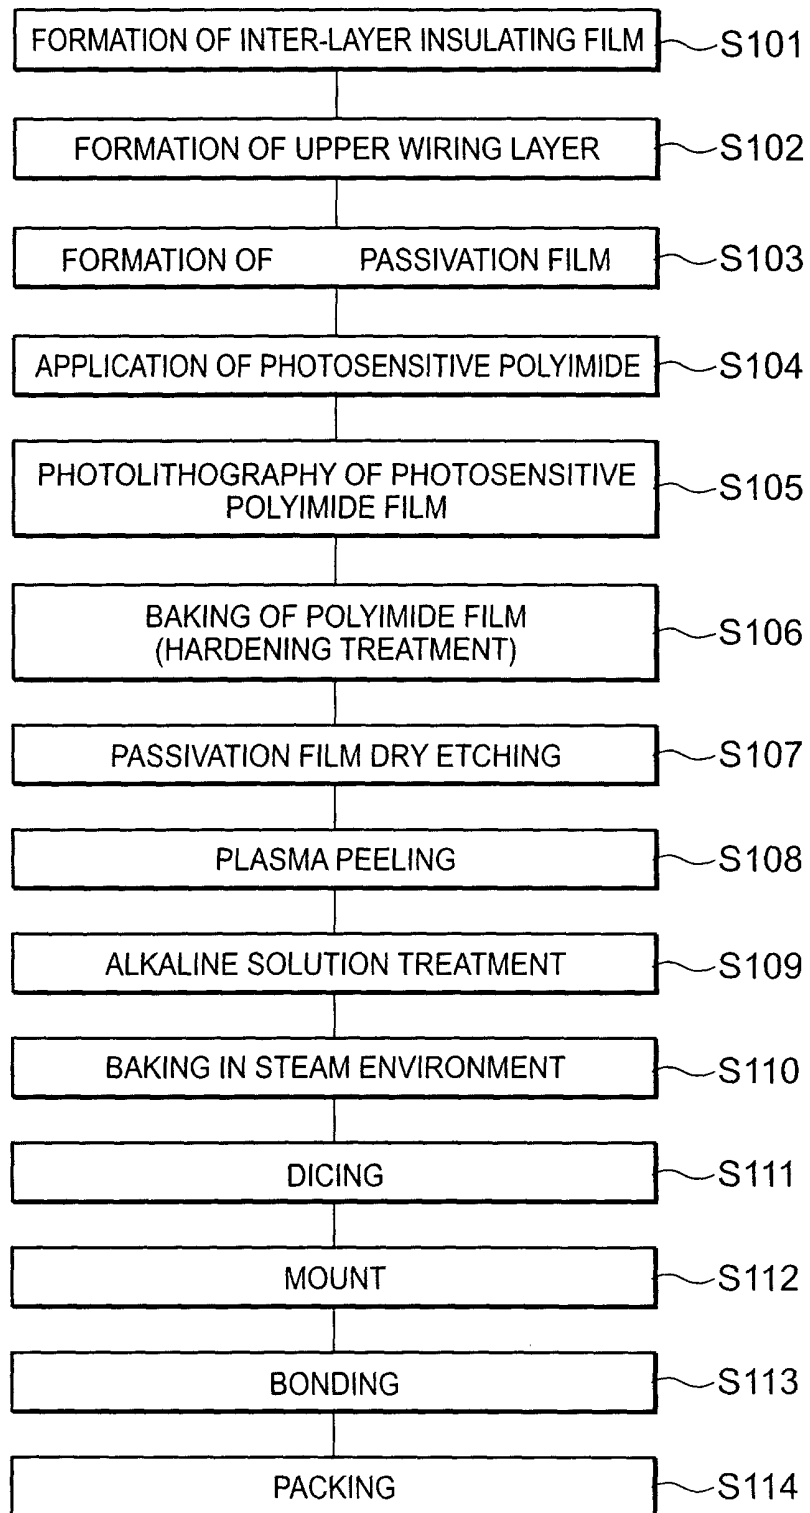 FORMATION OF INTER-LAYER INSULATING FILM S101
FORMATION OF UPPER WIRING LAYER S102
FORMATION OF PASSIVATION FILM S103
APPLICATION OF PHOTOSENSITIVE POLYIMIDE S104
PHOTOLITHOGRAPHY OF PHOTOSENSITIVE
POLYIMIDE FILM S105
BAKING OF POLYIMIDE FILM
(HARDENING TREATMENT) S106
PASSIVATION FILM DRY ETCHING S107
PLASMA PEELING S108
ALKALINE SOLUTION TREATMENT S109
BAKING IN STEAM ENVIRONMENT S110
DICING S111
MOUNT S112
BONDING S113
PACKING S114